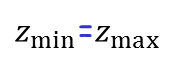 z_min = z_max